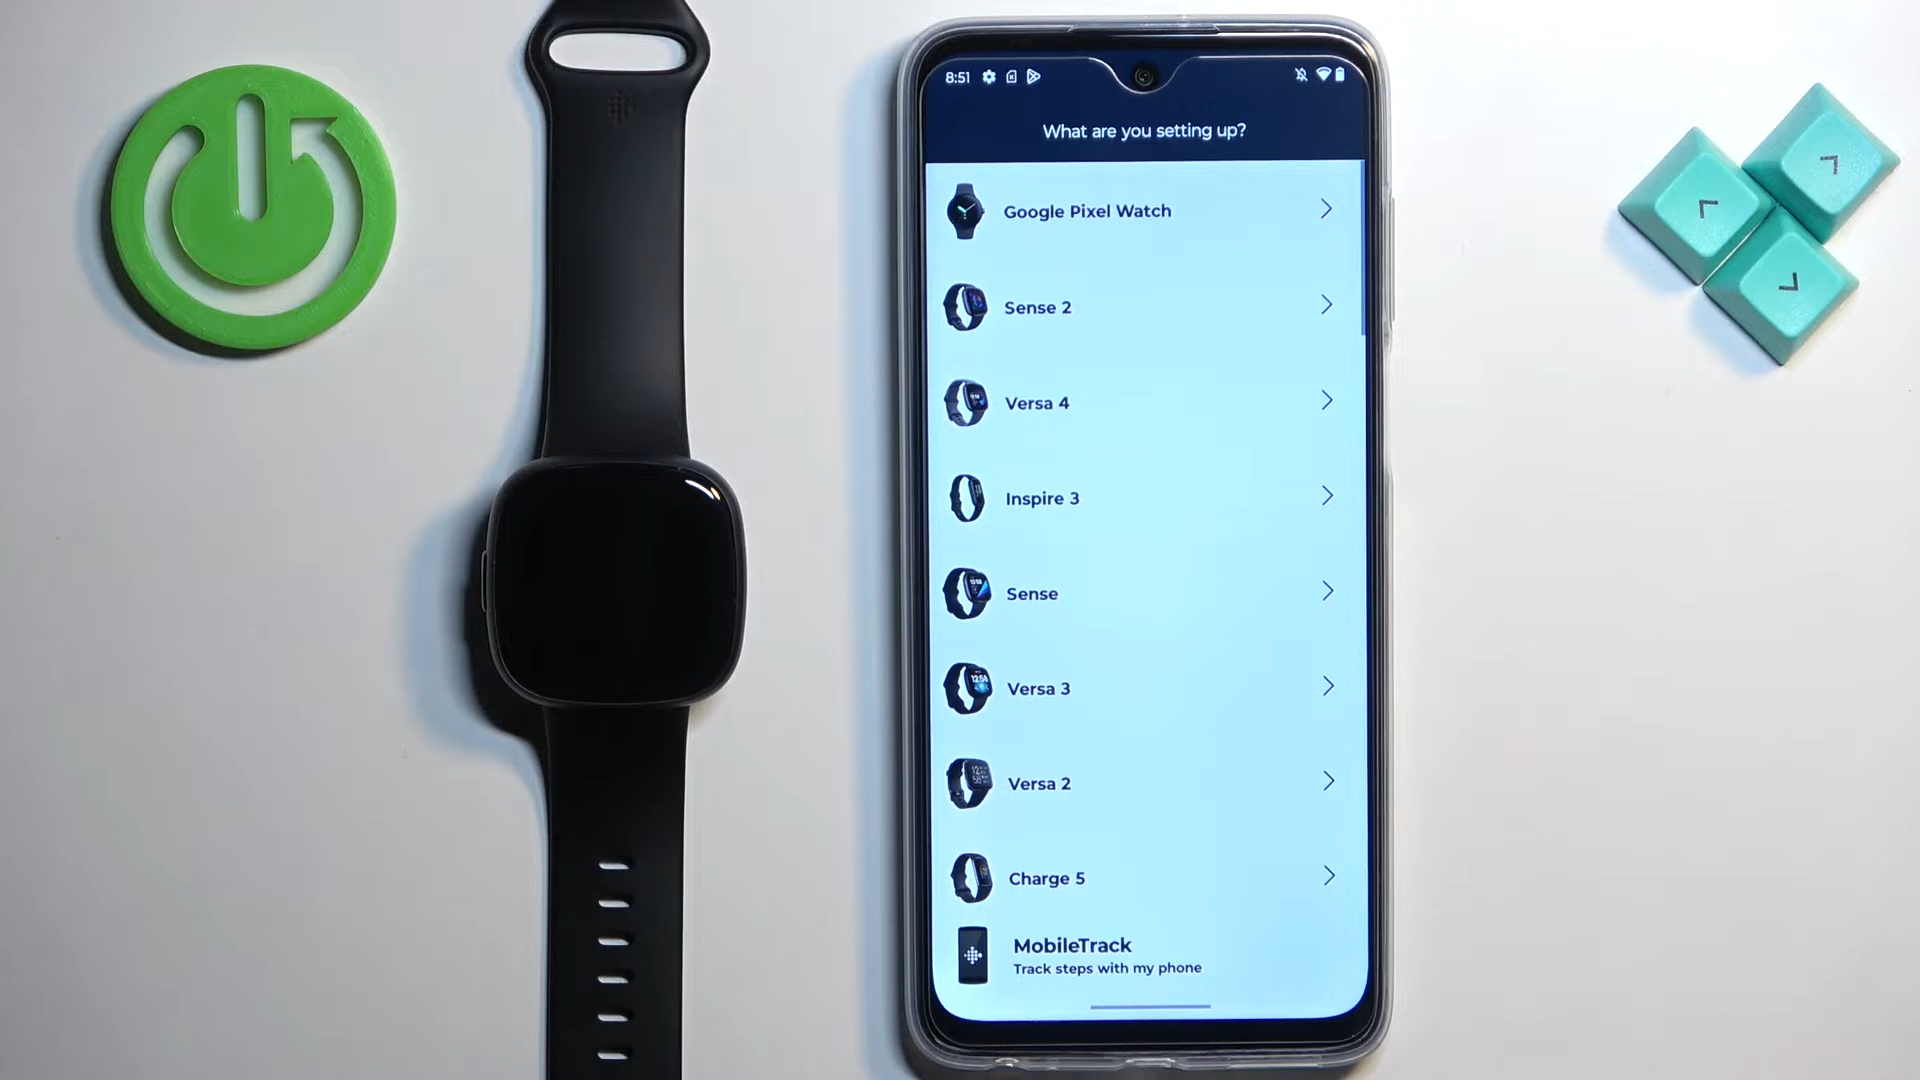 8:51
What are you setting up?
Google Pixel Watch
Sense 2
Versa 4
Inspire 3
Sense
Versa 3
Versa 2
Charge 5
MobileTrack
Track steps with my phone